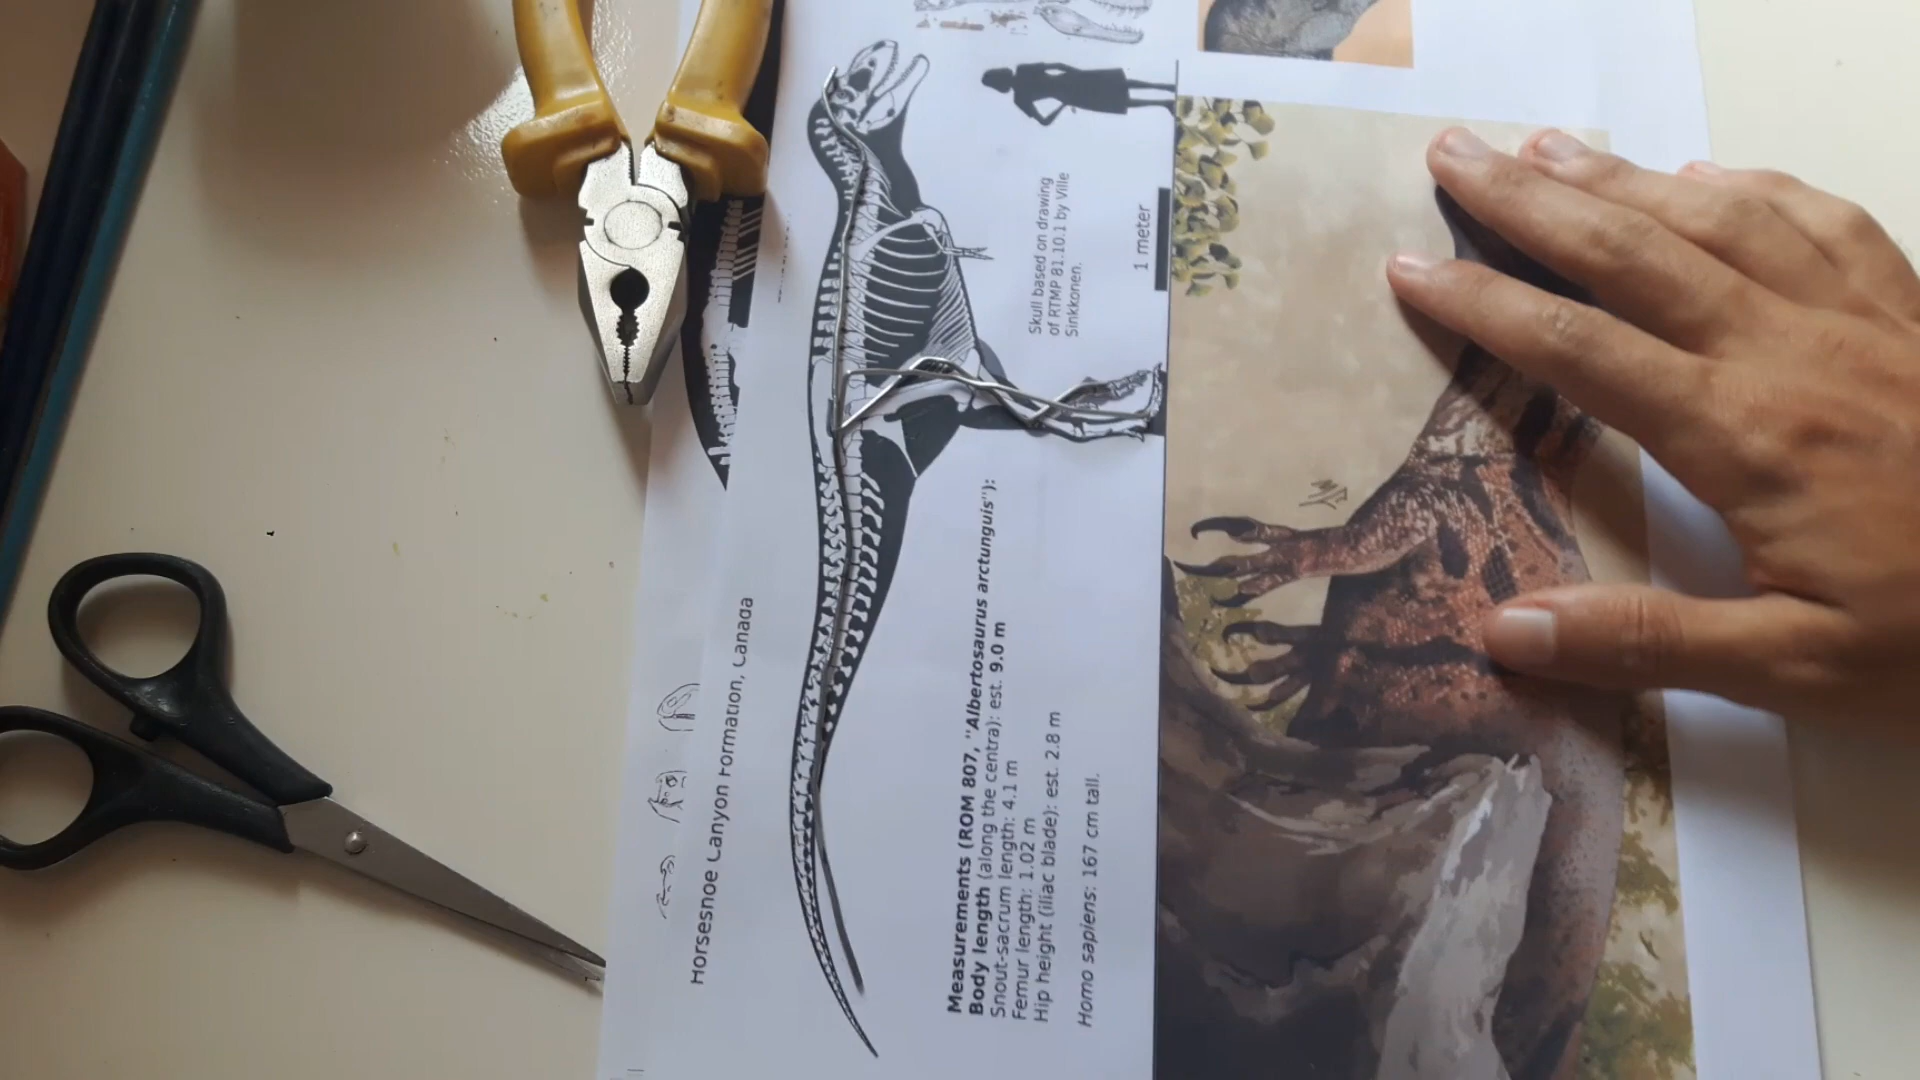 Horseshoe Canyon Formation, Canada
Skull based on drawing
of RTMP 81.10.1 by Ville
Sinkkonen.
1 meter
Measurements (ROM 807, "Albertosaurus arctunguis"):
Body length (along the centra): est. 9.0 m
Snout-sacrum length: 4.1 m
Femur length: 1.02 m
Hip height (iliac blade): est. 2.8 m
Homo sapiens: 167 cm tall.